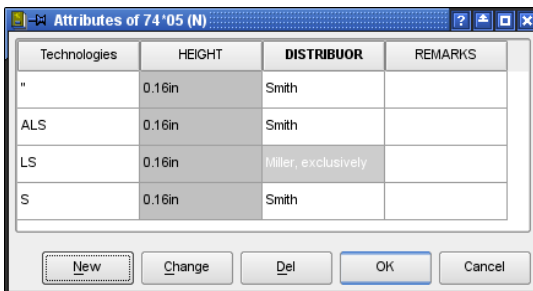 Attributes of 74*05 (N)
Technologies HEIGHT DISTRIBUOR REMARKS
" 0.16in Smith
ALS 0.16in Smith
LS 0.16in Miller, exclusively
S 0.16in Smith
New Change Del OK Cancel